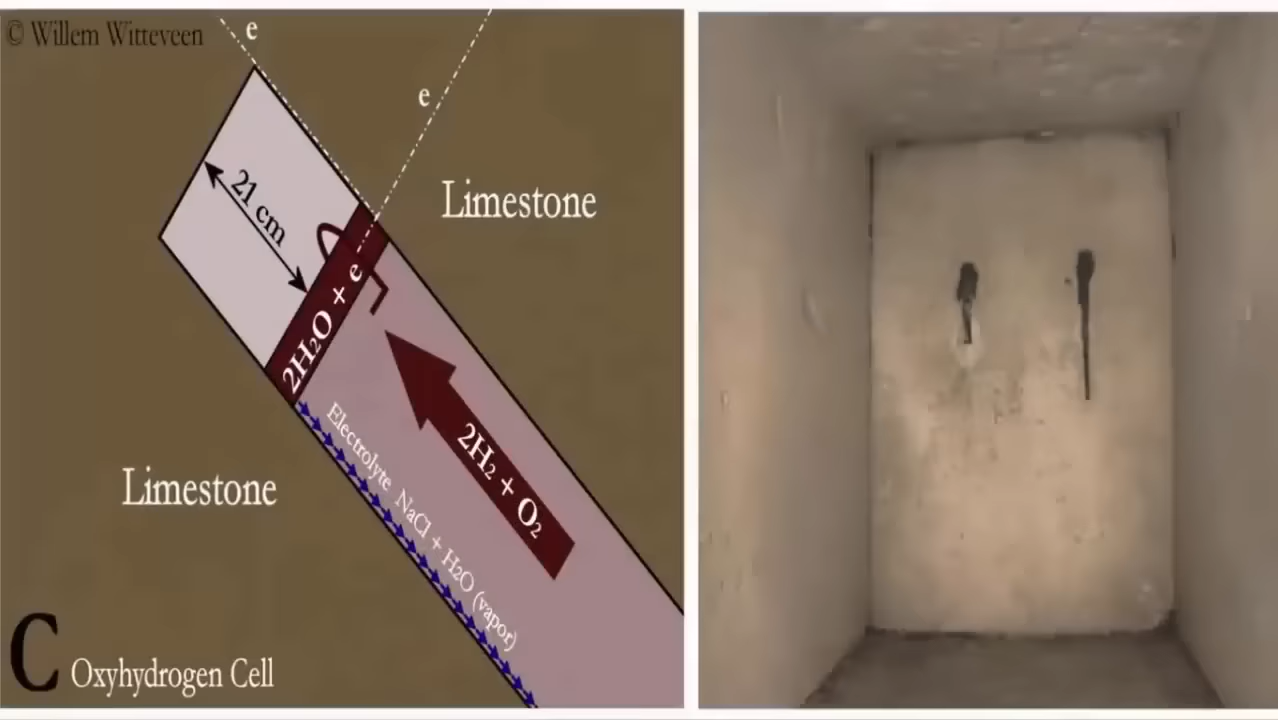 © Willem Witteveen
e
e
21 cm
Limestone
2H₂O + e
2H₂ + O₂
Electrolyte NaCl + H2O (vapor)
Limestone
C Oxyhydrogen Cell